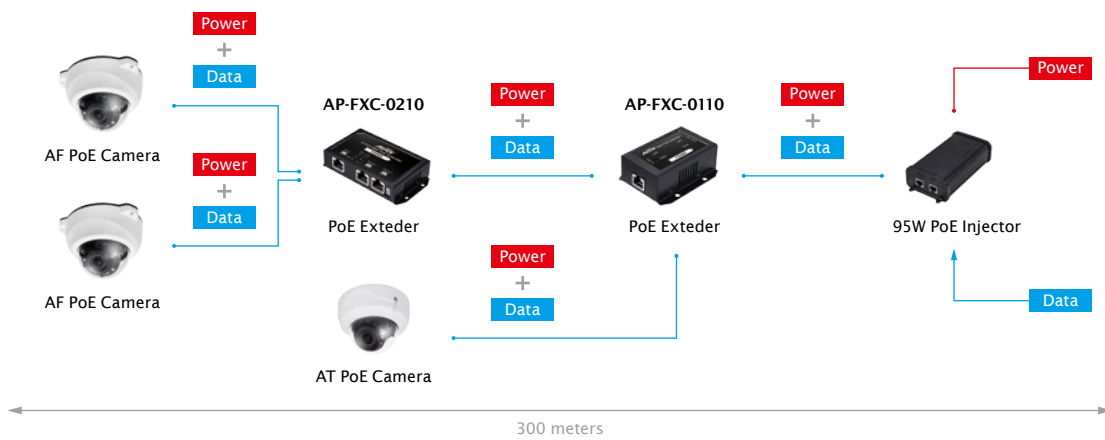 Power
+
Data
AF PoE Camera
Power
+
Data
AF PoE Camera
AP-FXC-0210
PoE Exteder
Power
+
Data
AP-FXC-0110
PoE Exteder
Power
+
Data
Power
95W PoE Injector
Data
Power
+
Data
AT PoE Camera
300 meters